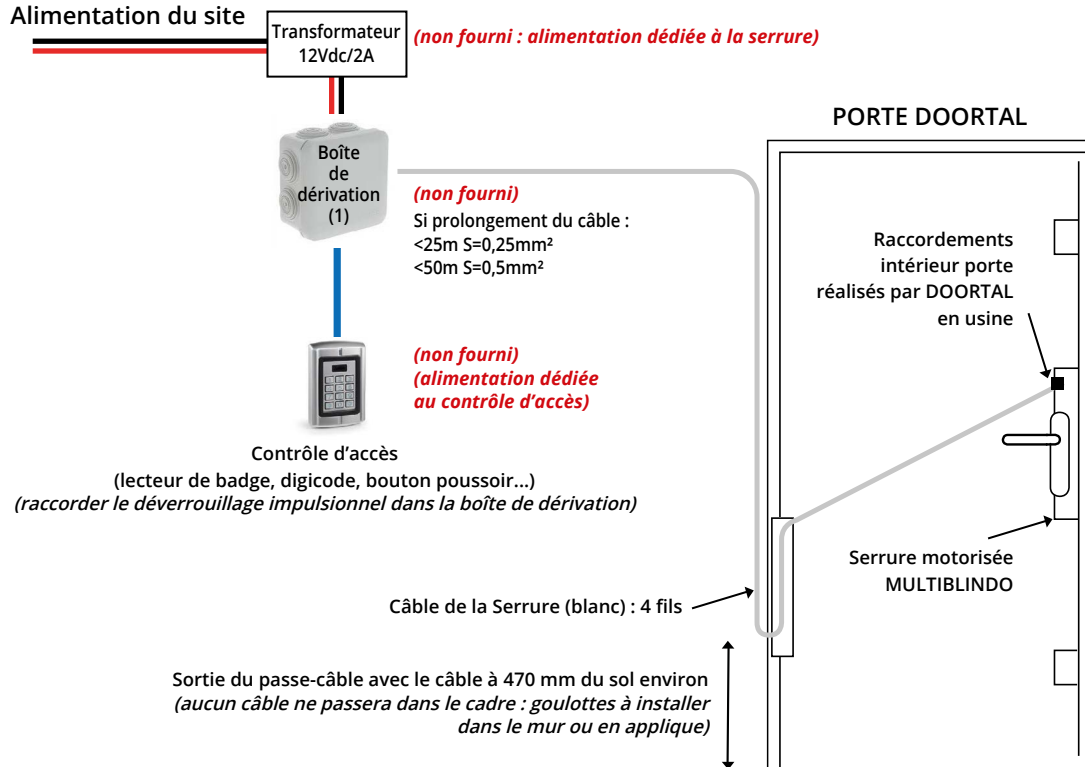 Alimentation du site
Transformateur
12Vdc/2A
(non fourni : alimentation dédiée à la serrure)
PORTE DOORTAL
Boîte
de
dérivation
(1)
(non fourni)
Si prolongement du câble :
<25m S=0,25mm²
<50m S=0,5mm²
Raccordements
intérieur porte
réalisés par DOORTAL
en usine
(non fourni)
(alimentation dédiée
au contrôle d’accès)
Contrôle d’accès
(lecteur de badge, digicode, bouton poussoir...)
(raccorder le déverrouillage impulsionnel dans la boîte de dérivation)
Serrure motorisée
MULTIBLINDO
Câble de la Serrure (blanc) : 4 fils
Sortie du passe-câble avec le câble à 470 mm du sol environ
(aucun câble ne passera dans le cadre : goulottes à installer
dans le mur ou en applique)